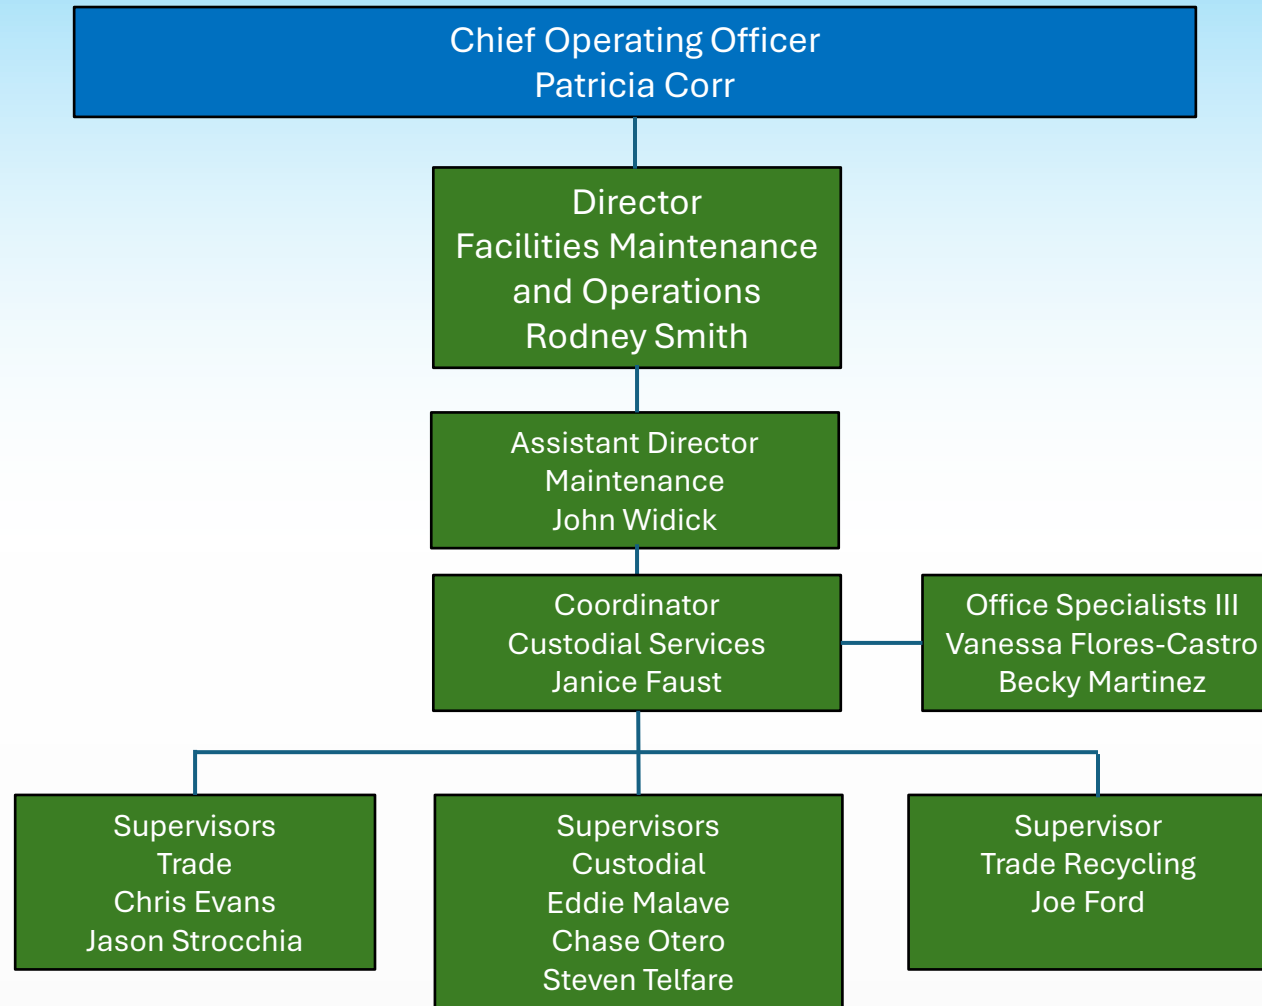 Chief Operating Officer
Patricia Corr
Director
Facilities Maintenance
and Operations
Rodney Smith
Assistant Director
Maintenance
John Widick
Coordinator
Custodial Services
Janice Faust
Office Specialists III
Vanessa Flores-Castro
Becky Martinez
Supervisors
Trade
Chris Evans
Jason Strocchia
Supervisors
Custodial
Eddie Malave
Chase Otero
Steven Telfare
Supervisor
Trade Recycling
Joe Ford